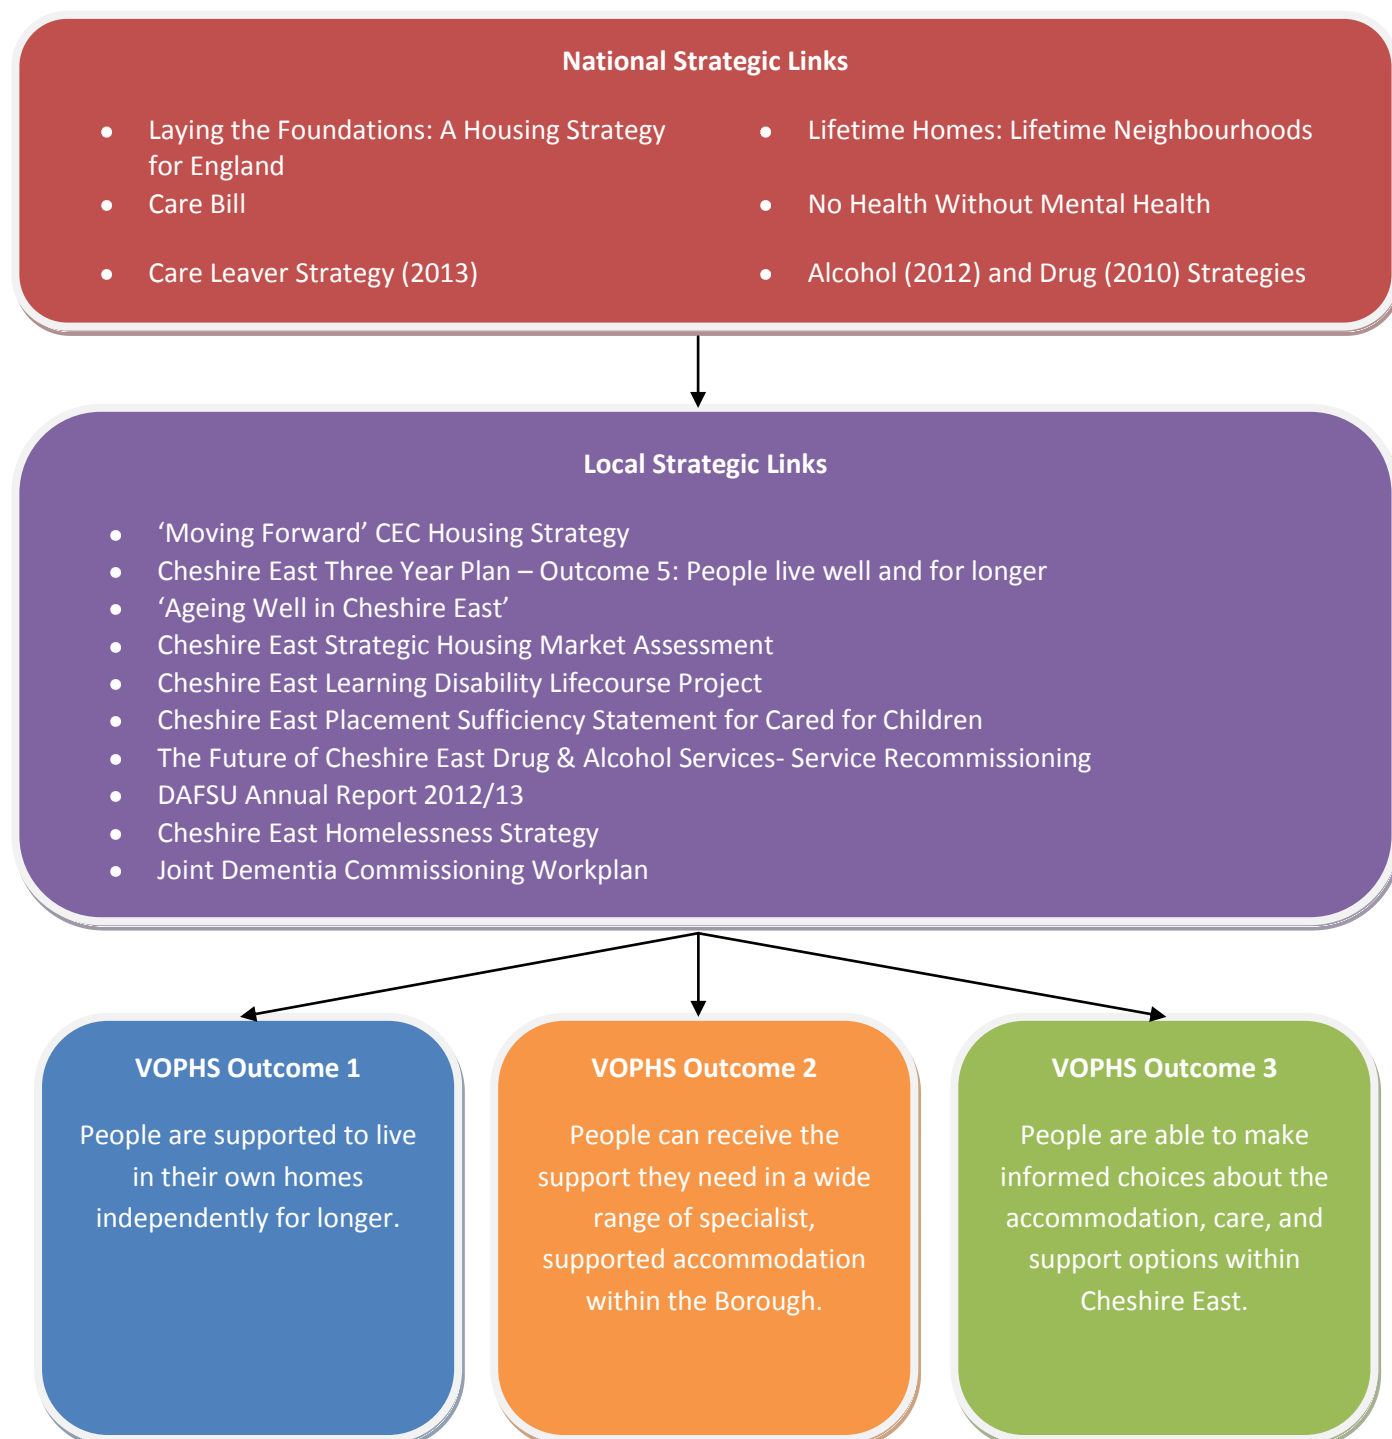 National Strategic Links
● Laying the Foundations: A Housing Strategy
for England
● Care Bill
● Care Leaver Strategy (2013)
● Lifetime Homes: Lifetime Neighbourhoods
● No Health Without Mental Health
● Alcohol (2012) and Drug (2010) Strategies
Local Strategic Links
● ‘Moving Forward’ CEC Housing Strategy
● Cheshire East Three Year Plan – Outcome 5: People live well and for longer
● ‘Ageing Well in Cheshire East’
● Cheshire East Strategic Housing Market Assessment
● Cheshire East Learning Disability Lifecourse Project
● Cheshire East Placement Sufficiency Statement for Cared for Children
● The Future of Cheshire East Drug & Alcohol Services- Service Recommissioning
● DAFSU Annual Report 2012/13
● Cheshire East Homelessness Strategy
● Joint Dementia Commissioning Workplan
VOPHS Outcome 1
People are supported to live
in their own homes
independently for longer.
VOPHS Outcome 2
People can receive the
support they need in a wide
range of specialist,
supported accommodation
within the Borough.
VOPHS Outcome 3
People are able to make
informed choices about the
accommodation, care, and
support options within
Cheshire East.